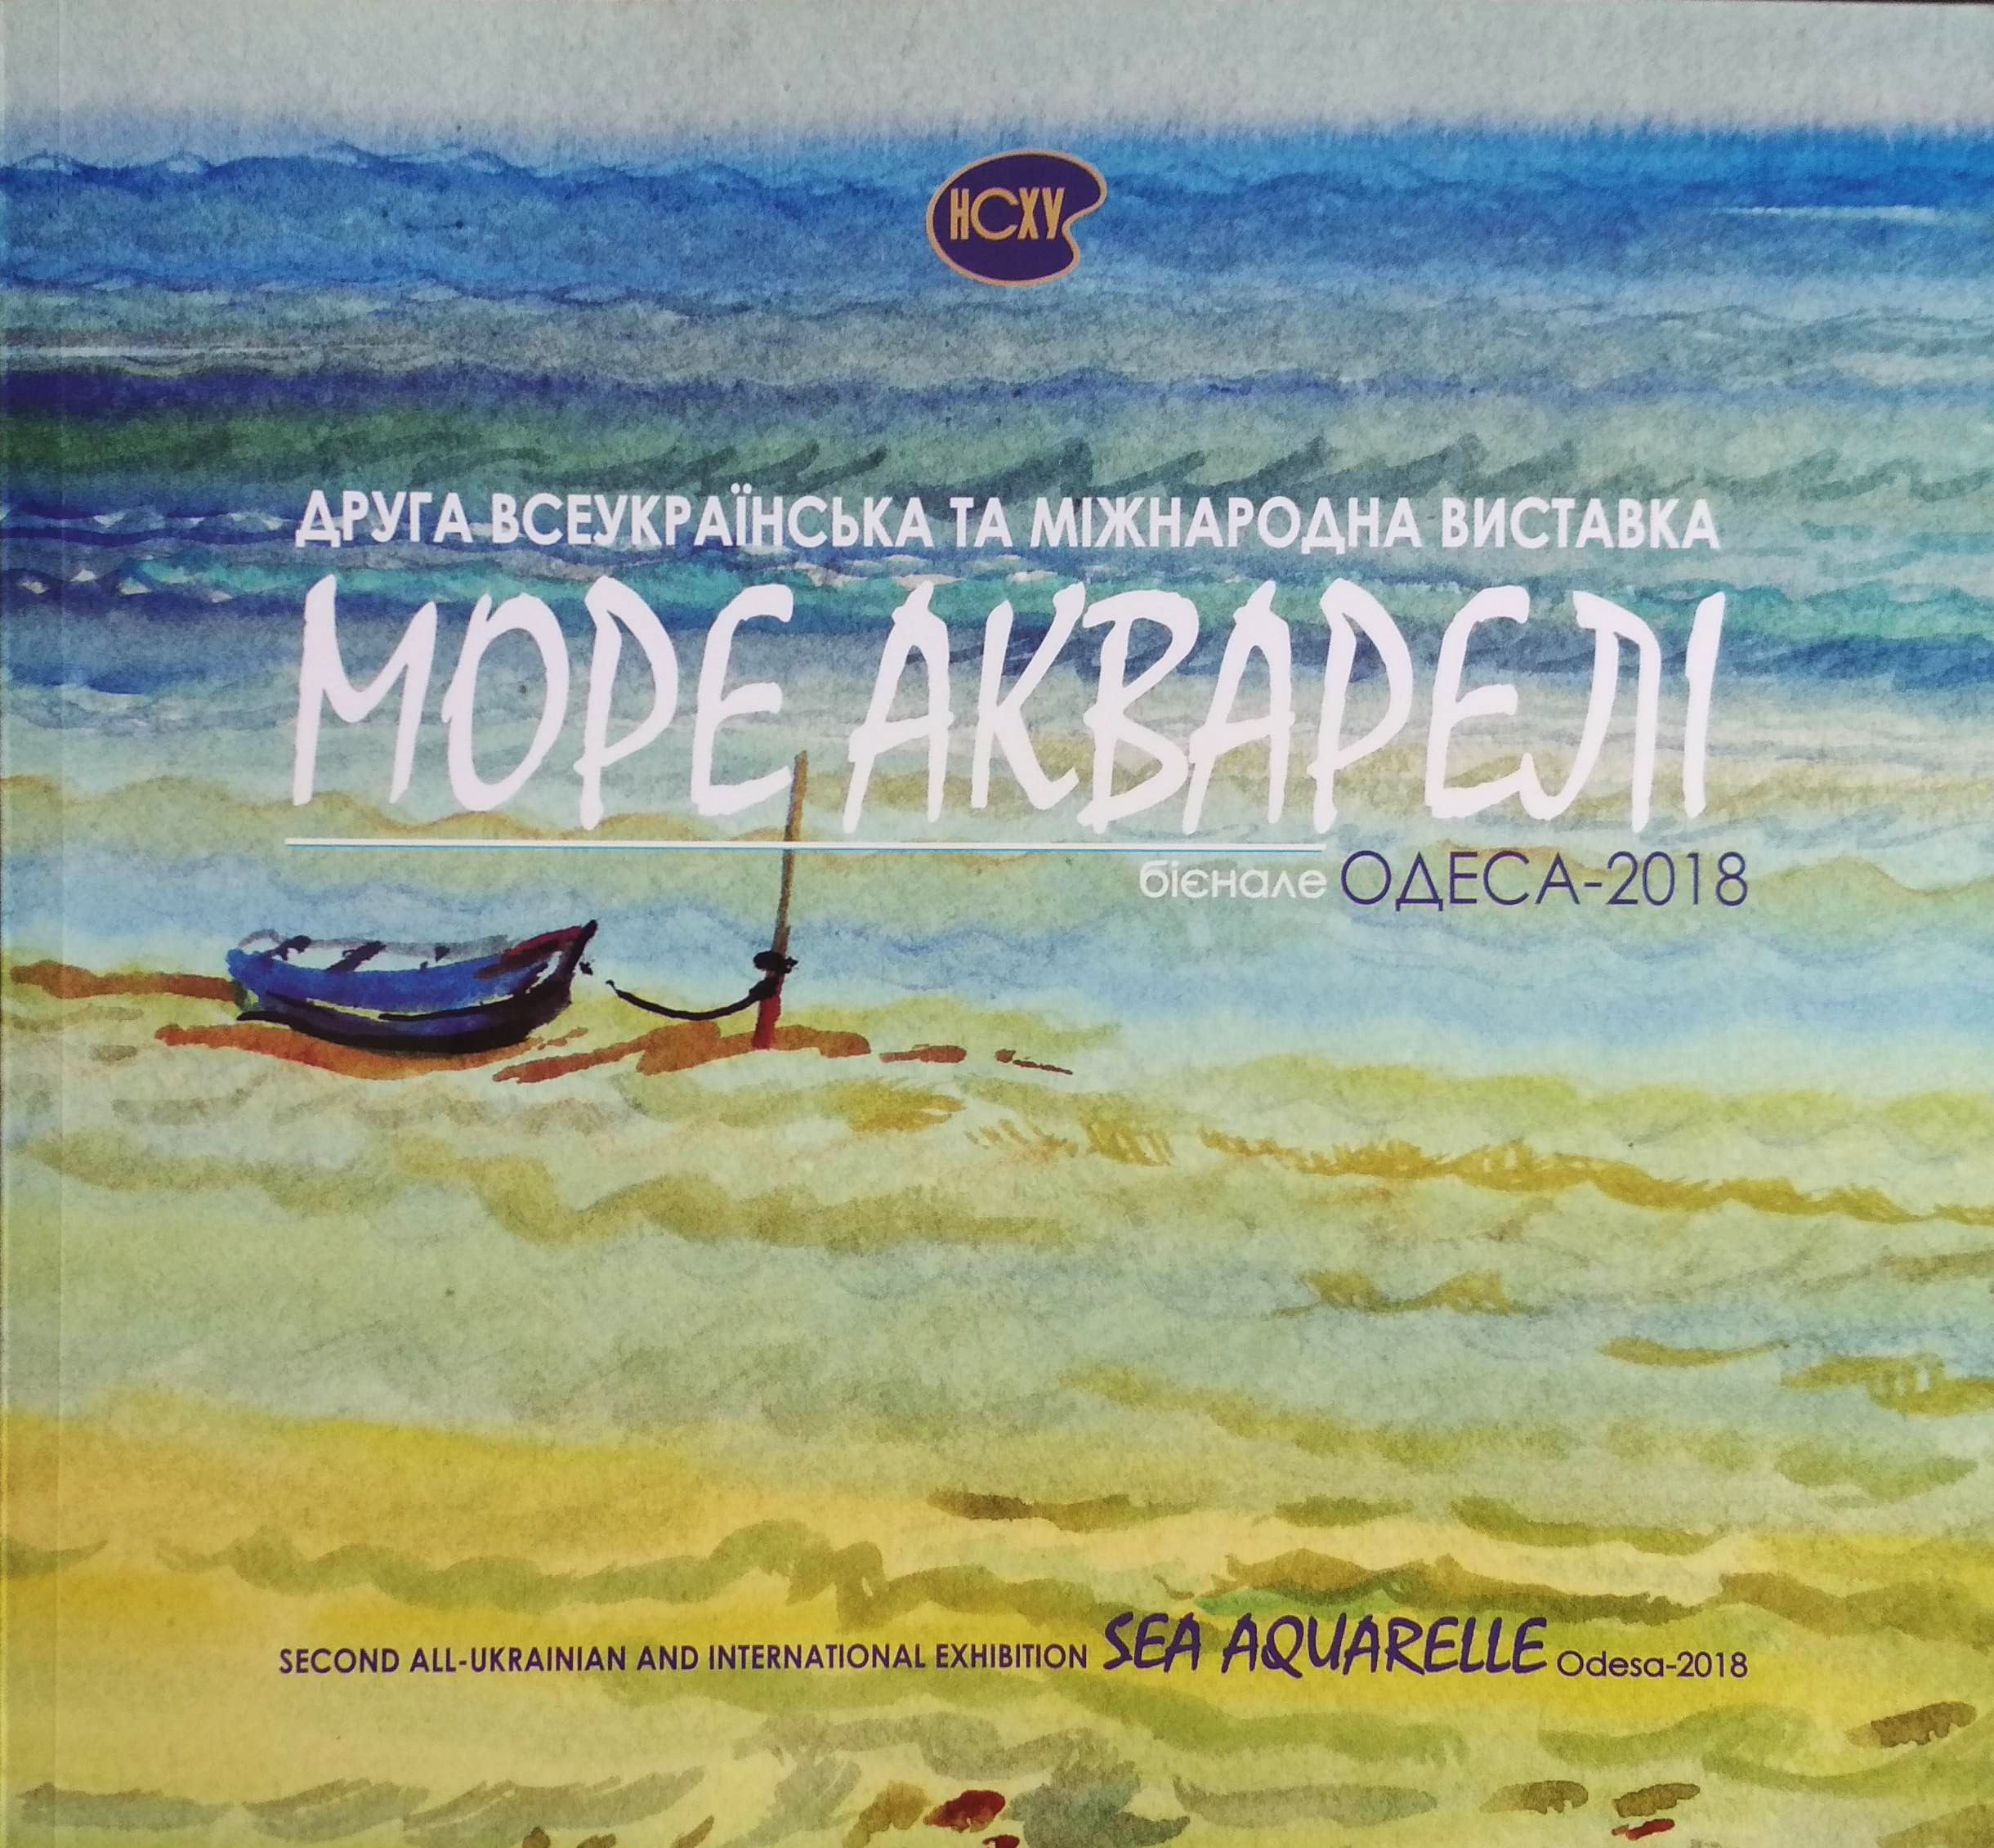 НСХУ
ДРУГА ВСЕУКРАЇНСЬКА ТА МІЖНАРОДНА ВИСТАВКА
МОРЕ АКВАРЕЛІ
бієнале ОДЕСА-2018
SECOND ALL-UKRAINIAN AND INTERNATIONAL EXHIBITION SEA AQUARELLE Odesa-2018